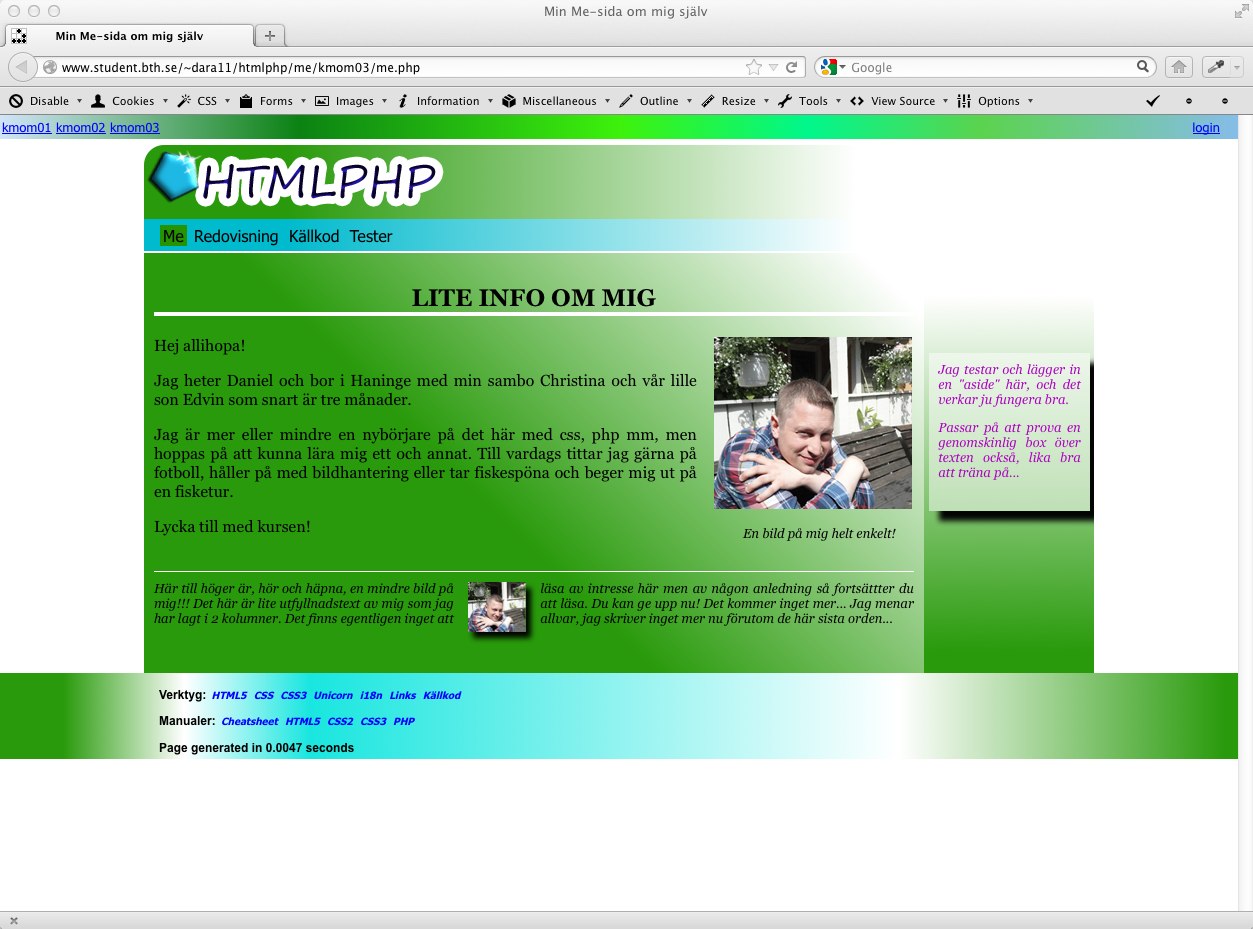 Min Me-sida om mig själv
Min Me-sida om mig själv
www.student.bth.se/~dara11/htmlphp/me/kmom03/me.php
Google
Disable Cookies CSS Forms Images Information Miscellaneous Outline Resize Tools View Source Options
kmom01 kmom02 kmom03 login
HTMLPHP
Me Redovisning Källkod Tester
LITE INFO OM MIG
Hej allihopa!
Jag heter Daniel och bor i Haninge med min sambo Christina och vår lille
son Edvin som snart är tre månader.
Jag är mer eller mindre en nybörjare på det här med css, php mm, men
hoppas på att kunna lära mig ett och annat. Till vardags tittar jag gärna på
fotboll, håller på med bildhantering eller tar fiskespöna och beger mig ut på
en fisketur.
Lycka till med kursen!
En bild på mig helt enkelt!
Jag testar och lägger in
en "aside" här, och det
verkar ju fungera bra.
Passar på att prova en
genomskinlig box över
texten också, lika bra
att träna på...
Här till höger är, hör och häpna, en mindre bild på
mig!!! Det här är lite utfyllnadstext av mig som jag
har lagt i 2 kolumner. Det finns egentligen inget att
läsa av intresse här men av någon anledning så fortsättter du
att läsa. Du kan ge upp nu! Det kommer inget mer... Jag menar
allvar, jag skriver inget mer nu förutom de här sista orden...
Verktyg: HTML5 CSS CSS3 Unicorn i18n Links Källkod
Manualer: Cheatsheet HTML5 CSS2 CSS3 PHP
Page generated in 0.0047 seconds